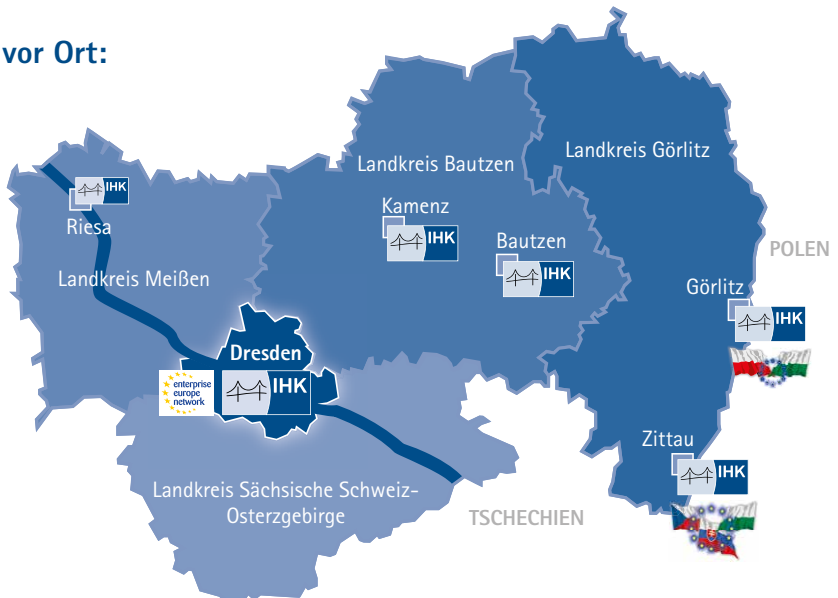 vor Ort:
Landkreis Görlitz
Landkreis Bautzen
IHK
Riesa
Kamenz
IHK
Bautzen
IHK
POLEN
Landkreis Meißen
Görlitz
IHK
Dresden
enterprise
europe
network
IHK
Zittau
IHK
Landkreis Sächsische Schweiz-
Osterzgebirge
TSCHECHIEN